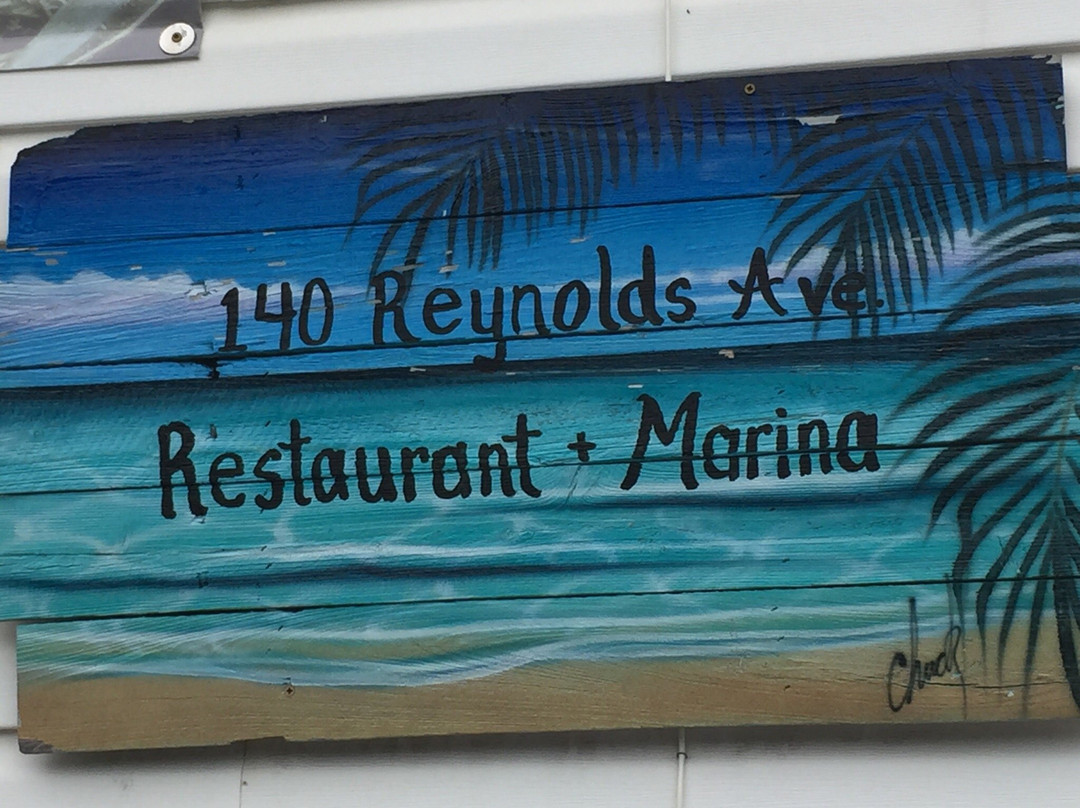 140 Reynolds Ave.
Restaurant + Marina
Chuck